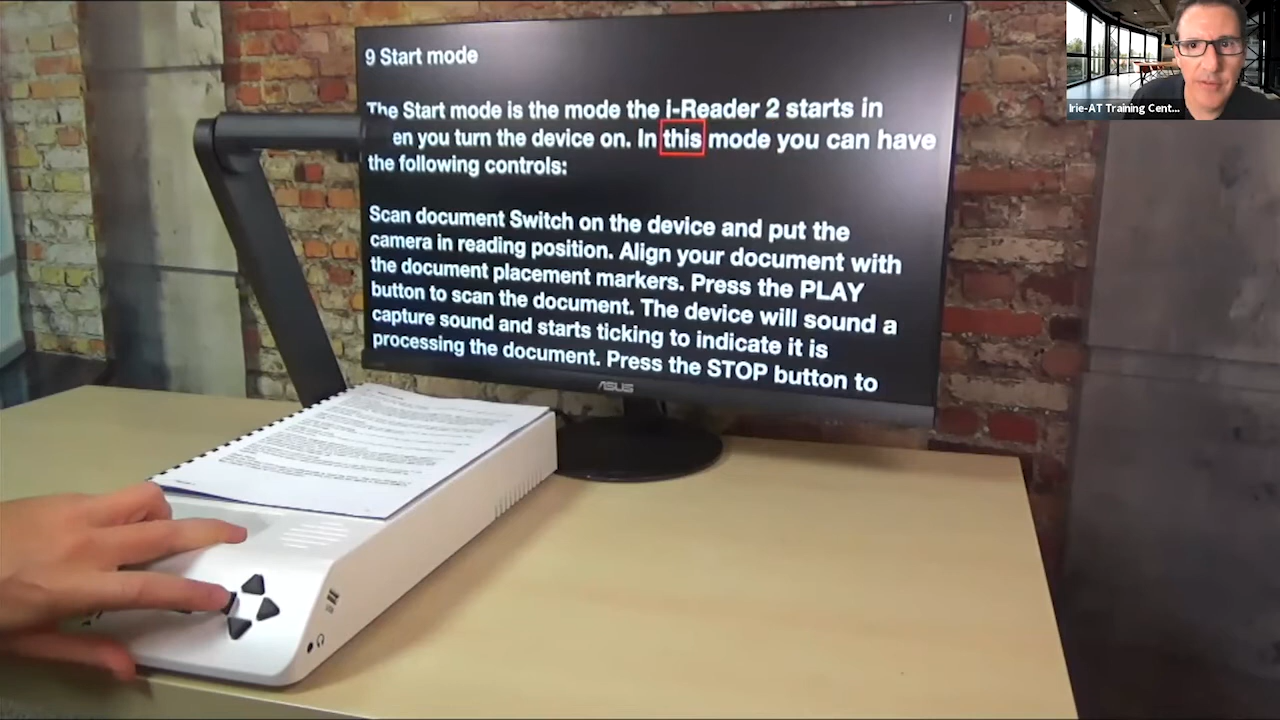 9 Start mode
The Start mode is the mode the i-Reader 2 starts in
en you turn the device on. In this mode you can have
the following controls:
Scan document Switch on the device and put the
camera in reading position. Align your document with
the document placement markers. Press the PLAY
button to scan the document. The device will sound a
capture sound and starts ticking to indicate it is
processing the document. Press the STOP button to
ASUS
Irie-AT Training Cent...